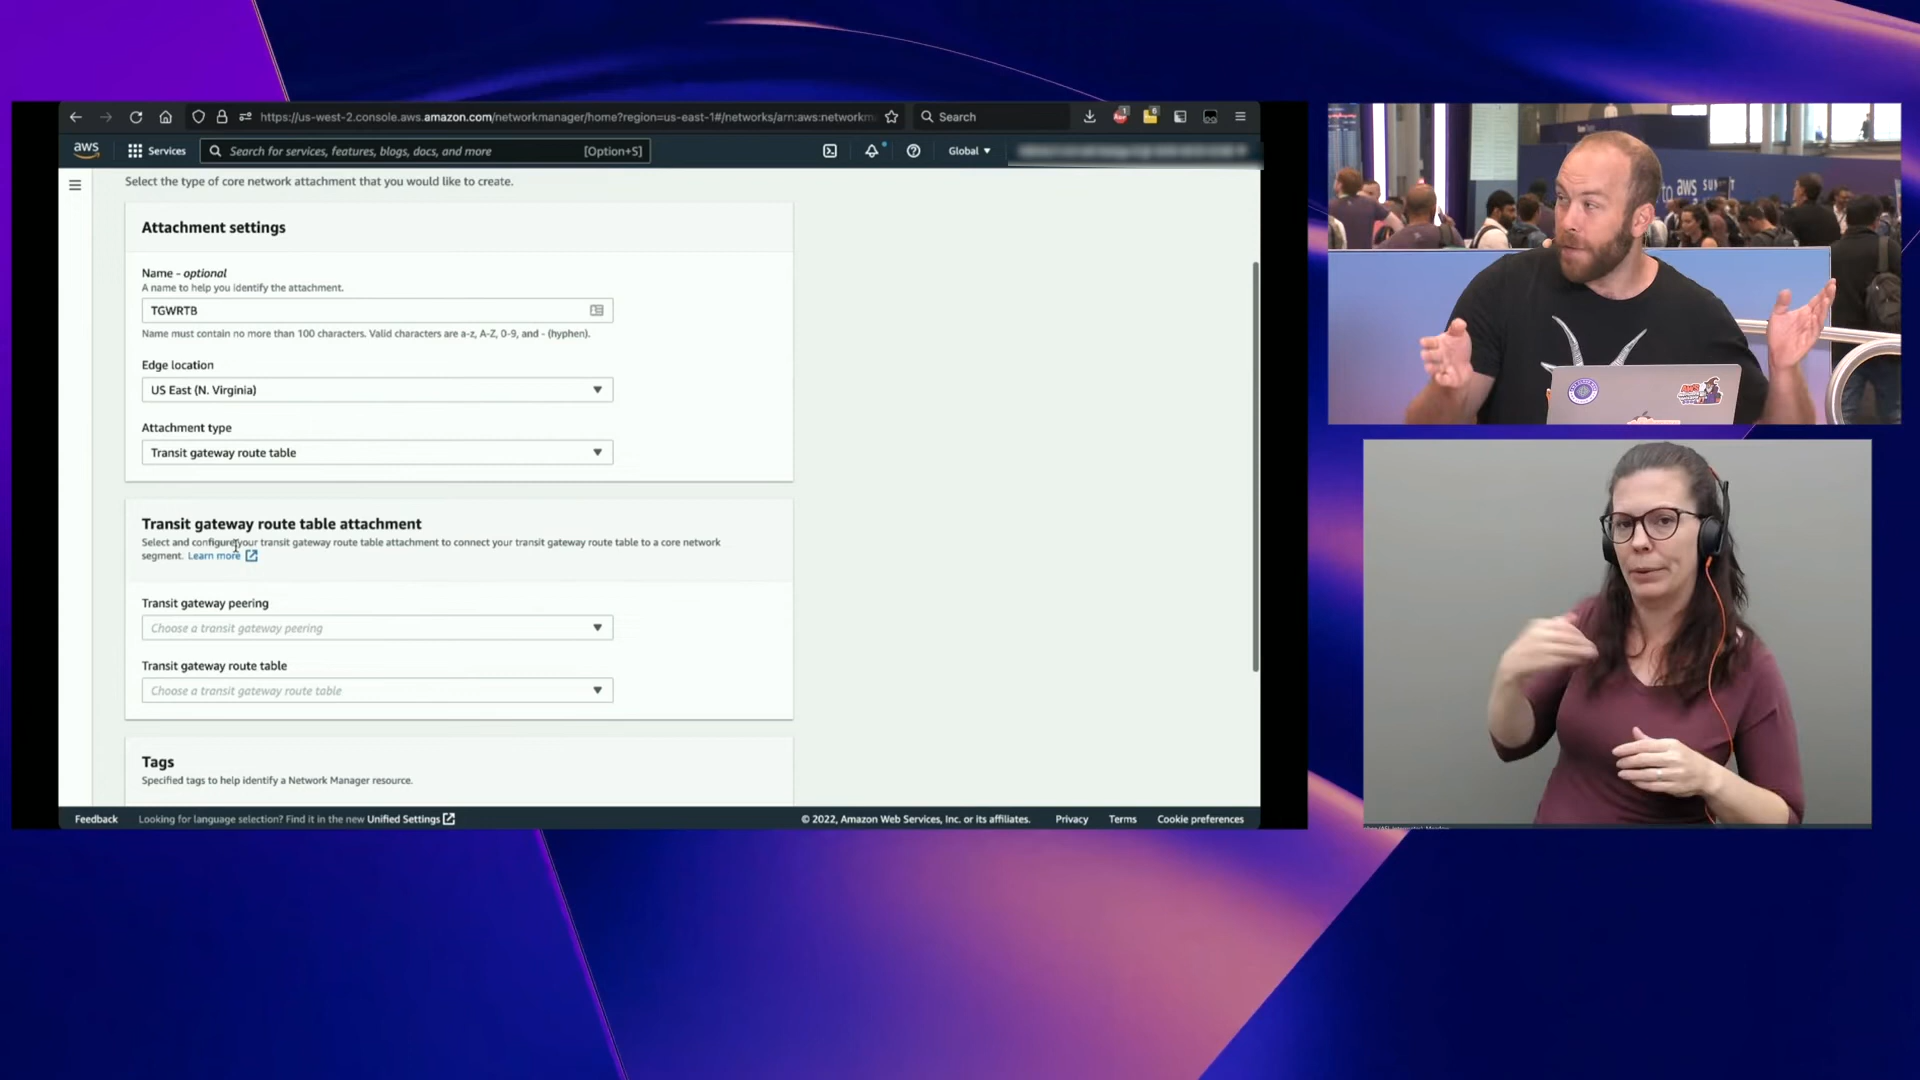 https://us-west-2.console.aws.amazon.com/networkmanager/home?region=us-east-1#/networks/arn:aws:networkm
Search
1
6
aws
Services
Search for services, features, blogs, docs, and more
[Option+S]
Global
Select the type of core network attachment that you would like to create.
Attachment settings
Name - optional
A name to help you identify the attachment.
TGWRTB
Name must contain no more than 100 characters. Valid characters are a-z, A-Z, 0-9, and - (hyphen).
Edge location
US East (N. Virginia)
Attachment type
Transit gateway route table
Transit gateway route table attachment
Select and configure your transit gateway route table attachment to connect your transit gateway route table to a core network
segment. Learn more
Transit gateway peering
Choose a transit gateway peering
Transit gateway route table
Choose a transit gateway route table
Tags
Specified tags to help identify a Network Manager resource.
Feedback
Looking for language selection? Find it in the new Unified Settings
© 2022, Amazon Web Services, Inc. or its affiliates.
Privacy
Terms
Cookie preferences
to aws